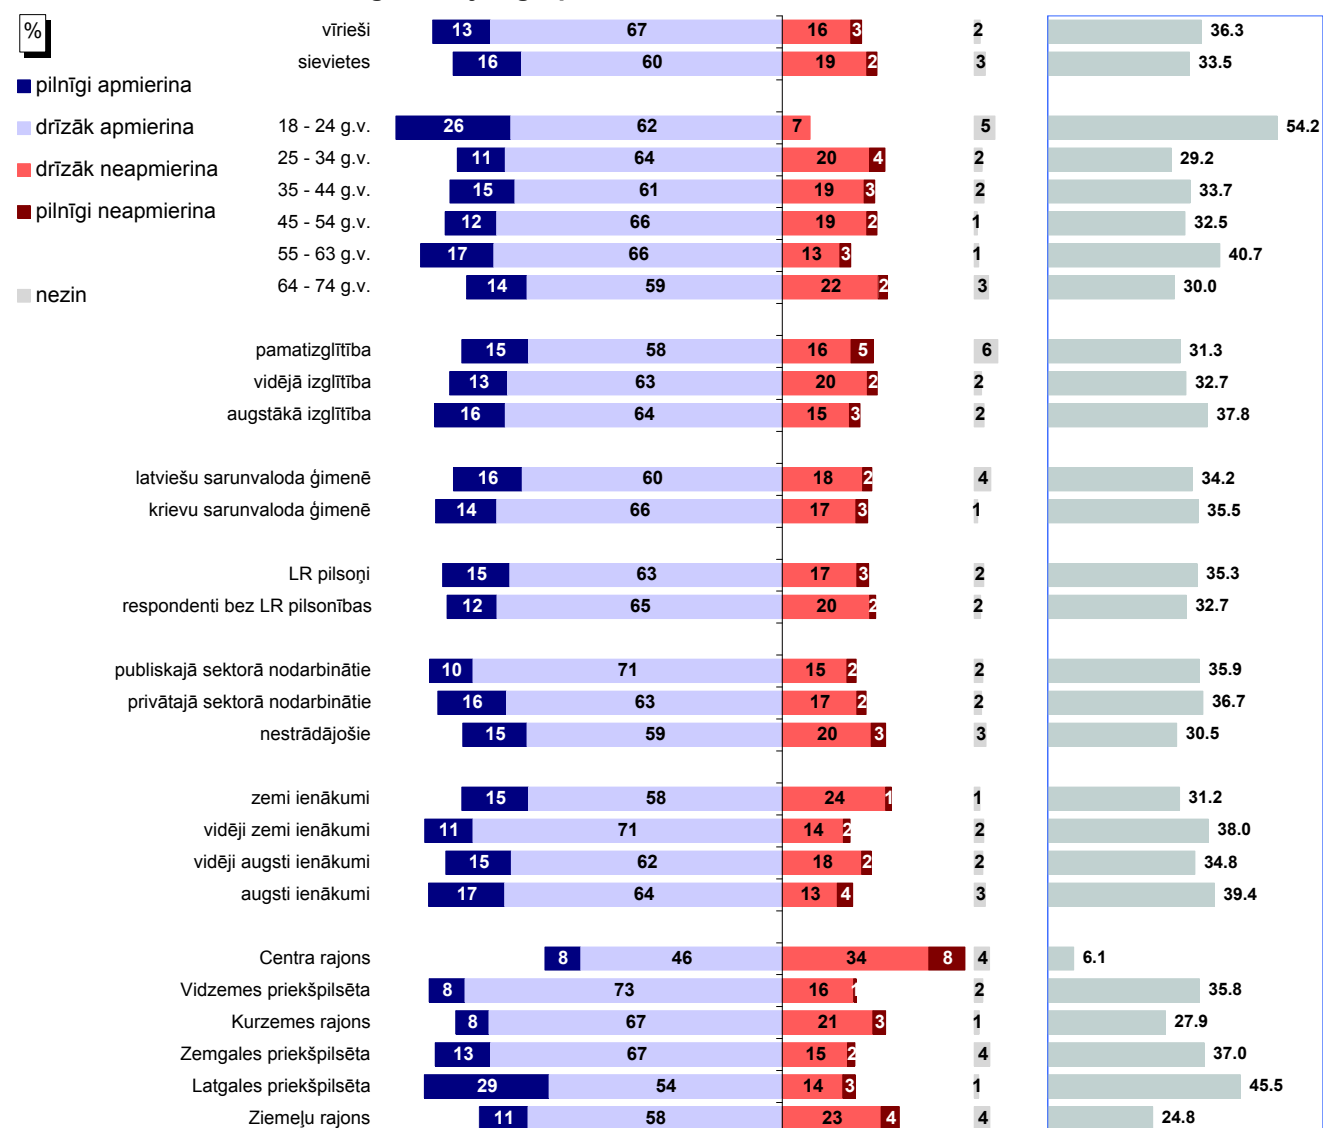 %
pilnīgi apmierina
drīzāk apmierina
drīzāk neapmierina
pilnīgi neapmierina
nezin
vīrieši 13 67 16 3 2 36.3
sievietes 16 60 19 2 3 33.5
18 - 24 g.v. 26 62 7 5 54.2
25 - 34 g.v. 11 64 20 4 2 29.2
35 - 44 g.v. 15 61 19 3 2 33.7
45 - 54 g.v. 12 66 19 2 1 32.5
55 - 63 g.v. 17 66 13 3 1 40.7
64 - 74 g.v. 14 59 22 2 3 30.0
pamatizglītība 15 58 16 5 6 31.3
vidējā izglītība 13 63 20 2 2 32.7
augstākā izglītība 16 64 15 3 2 37.8
latviešu sarunvaloda ģimenē 16 60 18 2 4 34.2
krievu sarunvaloda ģimenē 14 66 17 3 1 35.5
LR pilsoņi 15 63 17 3 2 35.3
respondenti bez LR pilsonības 12 65 20 2 2 32.7
publiskajā sektorā nodarbinātie 10 71 15 2 2 35.9
privātajā sektorā nodarbinātie 16 63 17 2 2 36.7
nestrādājošie 15 59 20 3 3 30.5
zemi ienākumi 15 58 24 1 1 31.2
vidēji zemi ienākumi 11 71 14 2 2 38.0
vidēji augsti ienākumi 15 62 18 2 2 34.8
augsti ienākumi 17 64 13 4 3 39.4
Centra rajons 8 46 34 8 4 6.1
Vidzemes priekšpilsēta 8 73 16 1 2 35.8
Kurzemes rajons 8 67 21 3 1 27.9
Zemgales priekšpilsēta 13 67 15 2 4 37.0
Latgales priekšpilsēta 29 54 14 3 1 45.5
Ziemeļu rajons 11 58 23 4 4 24.8